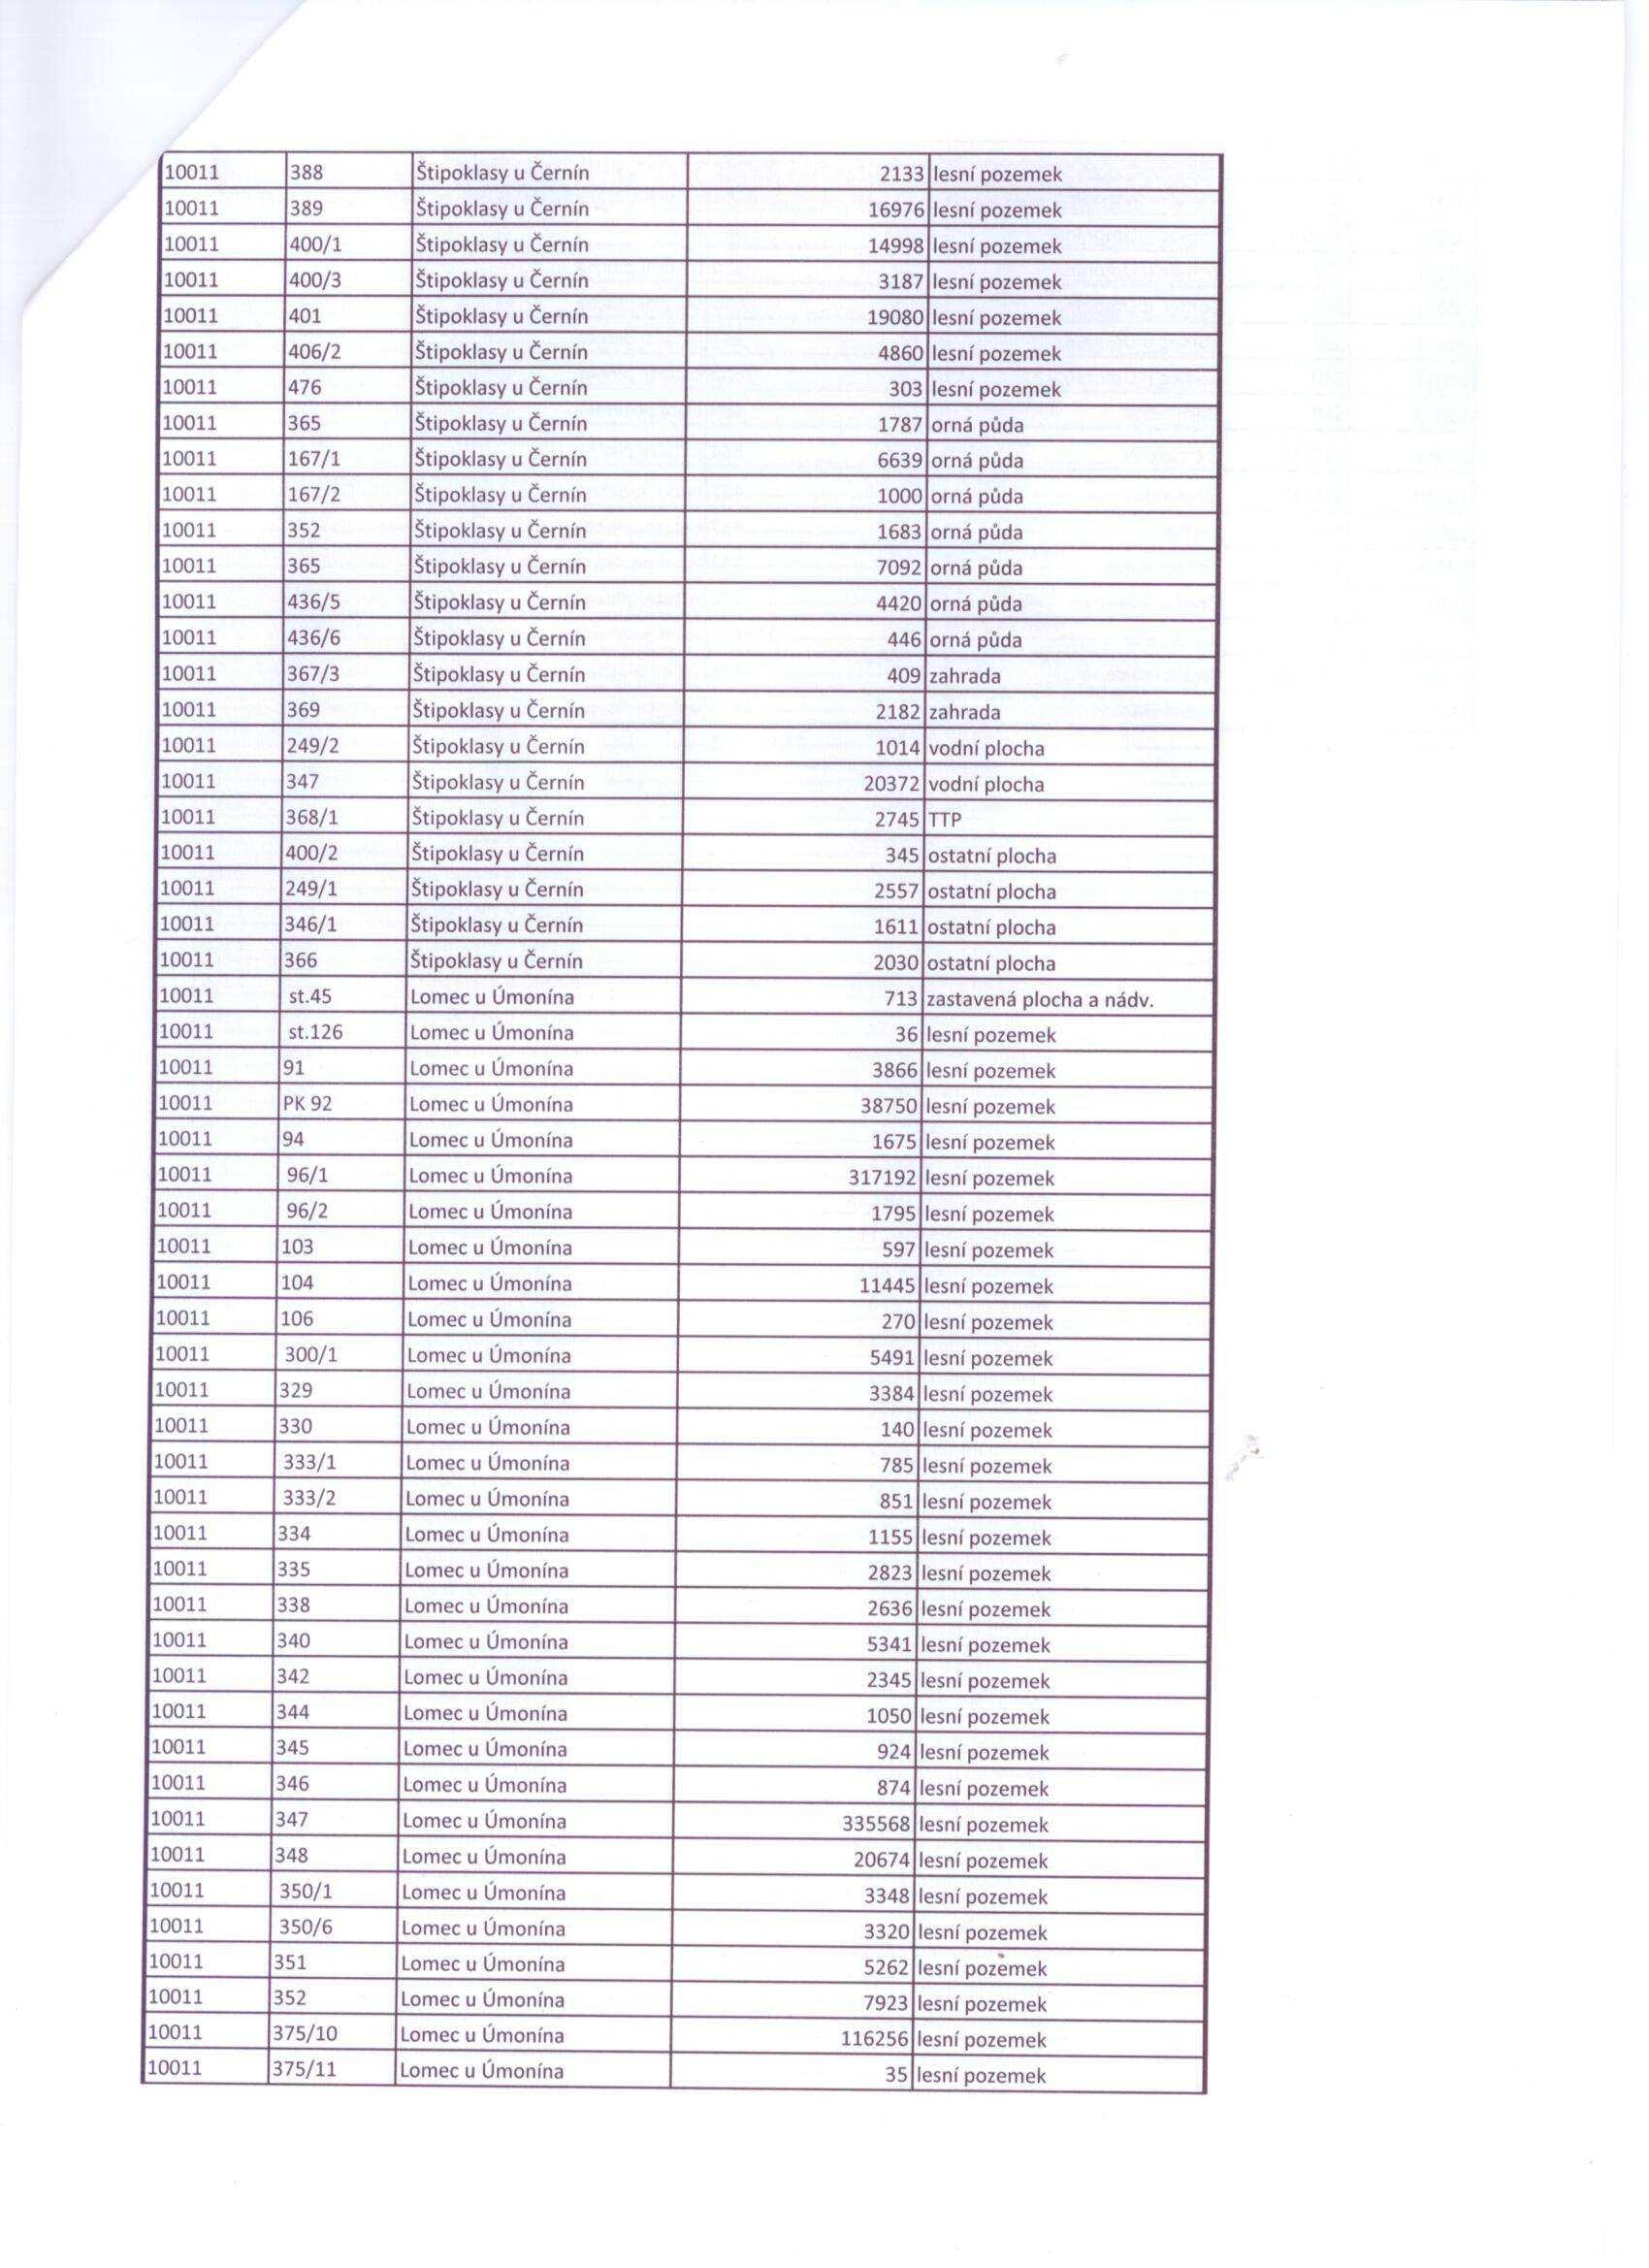 10011 388 Štipoklasy u Černín 2133 lesní pozemek
10011 389 Štipoklasy u Černín 16976 lesní pozemek
10011 400/1 Štipoklasy u Černín 14998 lesní pozemek
10011 400/3 Štipoklasy u Černín 3187 lesní pozemek
10011 401 Štipoklasy u Černín 19080 lesní pozemek
10011 406/2 Štipoklasy u Černín 4860 lesní pozemek
10011 476 Štipoklasy u Černín 303 lesní pozemek
10011 365 Štipoklasy u Černín 1787 orná půda
10011 167/1 Štipoklasy u Černín 6639 orná půda
10011 167/2 Štipoklasy u Černín 1000 orná půda
10011 352 Štipoklasy u Černín 1683 orná půda
10011 365 Štipoklasy u Černín 7092 orná půda
10011 436/5 Štipoklasy u Černín 4420 orná půda
10011 436/6 Štipoklasy u Černín 446 orná půda
10011 367/3 Štipoklasy u Černín 409 zahrada
10011 369 Štipoklasy u Černín 2182 zahrada
10011 249/2 Štipoklasy u Černín 1014 vodní plocha
10011 347 Štipoklasy u Černín 20372 vodní plocha
10011 368/1 Štipoklasy u Černín 2745 TTP
10011 400/2 Štipoklasy u Černín 345 ostatní plocha
10011 249/1 Štipoklasy u Černín 2557 ostatní plocha
10011 346/1 Štipoklasy u Černín 1611 ostatní plocha
10011 366 Štipoklasy u Černín 2030 ostatní plocha
10011 st.45 Lomec u Úmonína 713 zastavená plocha a nádv.
10011 st.126 Lomec u Úmonína 36 lesní pozemek
10011 91 Lomec u Úmonína 3866 lesní pozemek
10011 PK 92 Lomec u Úmonína 38750 lesní pozemek
10011 94 Lomec u Úmonína 1675 lesní pozemek
10011 96/1 Lomec u Úmonína 317192 lesní pozemek
10011 96/2 Lomec u Úmonína 1795 lesní pozemek
10011 103 Lomec u Úmonína 597 lesní pozemek
10011 104 Lomec u Úmonína 11445 lesní pozemek
10011 106 Lomec u Úmonína 270 lesní pozemek
10011 300/1 Lomec u Úmonína 5491 lesní pozemek
10011 329 Lomec u Úmonína 3384 lesní pozemek
10011 330 Lomec u Úmonína 140 lesní pozemek
10011 333/1 Lomec u Úmonína 785 lesní pozemek
10011 333/2 Lomec u Úmonína 851 lesní pozemek
10011 334 Lomec u Úmonína 1155 lesní pozemek
10011 335 Lomec u Úmonína 2823 lesní pozemek
10011 338 Lomec u Úmonína 2636 lesní pozemek
10011 340 Lomec u Úmonína 5341 lesní pozemek
10011 342 Lomec u Úmonína 2345 lesní pozemek
10011 344 Lomec u Úmonína 1050 lesní pozemek
10011 345 Lomec u Úmonína 924 lesní pozemek
10011 346 Lomec u Úmonína 874 lesní pozemek
10011 347 Lomec u Úmonína 335568 lesní pozemek
10011 348 Lomec u Úmonína 20674 lesní pozemek
10011 350/1 Lomec u Úmonína 3348 lesní pozemek
10011 350/6 Lomec u Úmonína 3320 lesní pozemek
10011 351 Lomec u Úmonína 5262 lesní pozemek
10011 352 Lomec u Úmonína 7923 lesní pozemek
10011 375/10 Lomec u Úmonína 116256 lesní pozemek
10011 375/11 Lomec u Úmonína 35 lesní pozemek